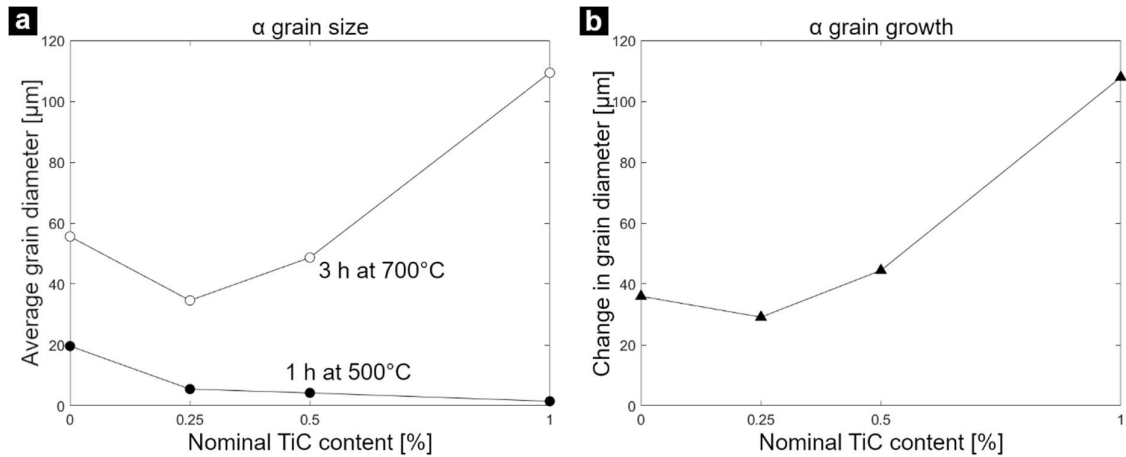 a
α grain size
Average grain diameter [µm]
120
100
80
60
40
20
0
3 h at 700°C
1 h at 500°C
0
0.25
0.5
1
Nominal TiC content [%]
b
α grain growth
Change in grain diameter [µm]
120
100
80
60
40
20
0
0
0.25
0.5
1
Nominal TiC content [%]